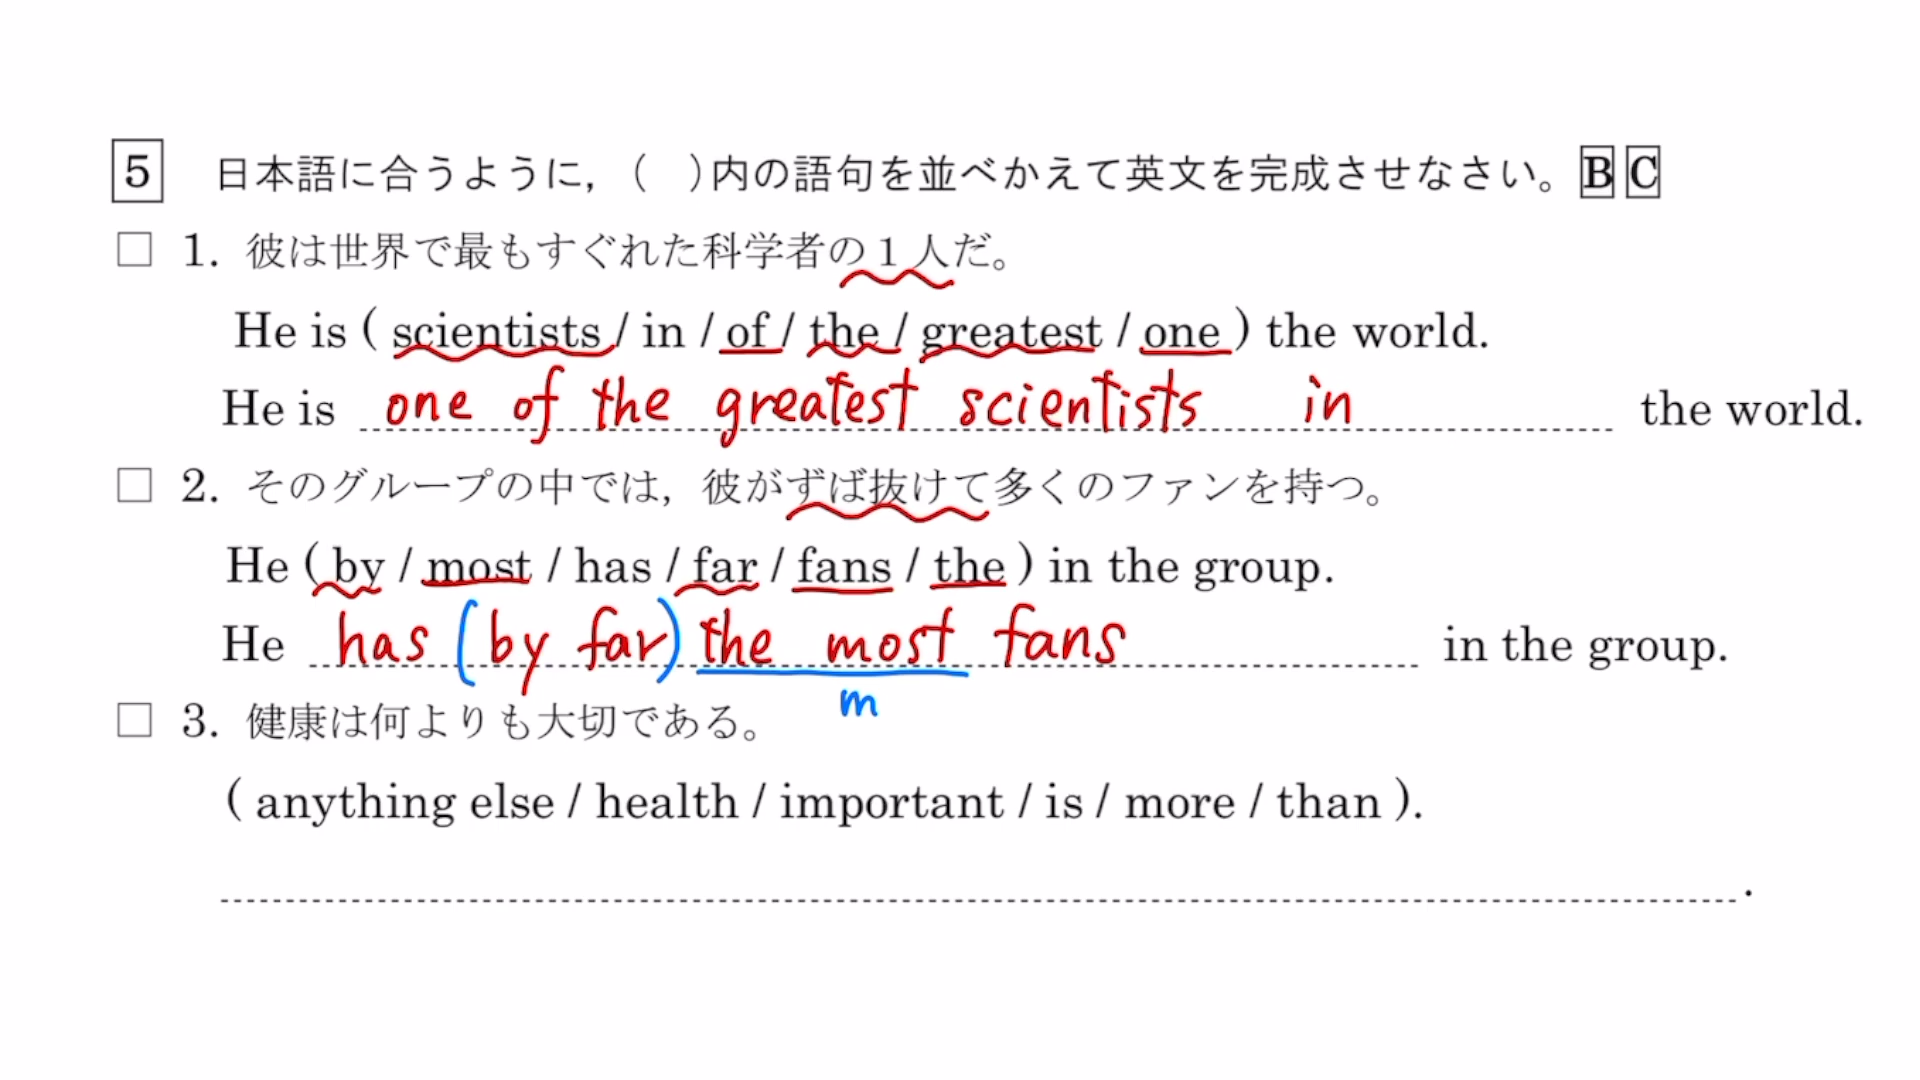 5 日本語に合うように，（ ）内の語句を並べかえて英文を完成させなさい。B C
□ 1. 彼は世界で最もすぐれた科学者の１人だ。
He is ( scientists / in / of / the / greatest / one ) the world.
He is one of the greatest scientists in the world.
□ 2. そのグループの中では，彼がずば抜けて多くのファンを持つ。
He ( by / most / has / far / fans / the ) in the group.
He has (by far) the most fans in the group.
m
□ 3. 健康は何よりも大切である。
( anything else / health / important / is / more / than ).
.